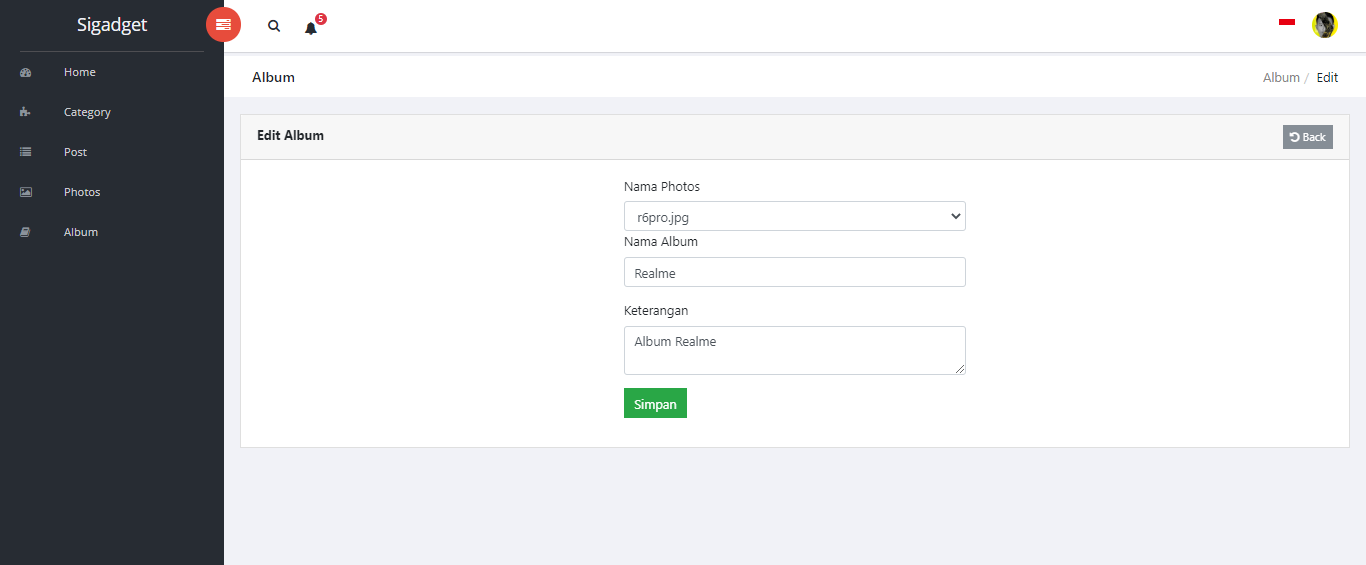 Sigadget
5
Home
Category
Post
Photos
Album
Album
Album / Edit
Edit Album
Back
Nama Photos
r6pro.jpg
Nama Album
Realme
Keterangan
Album Realme
Simpan